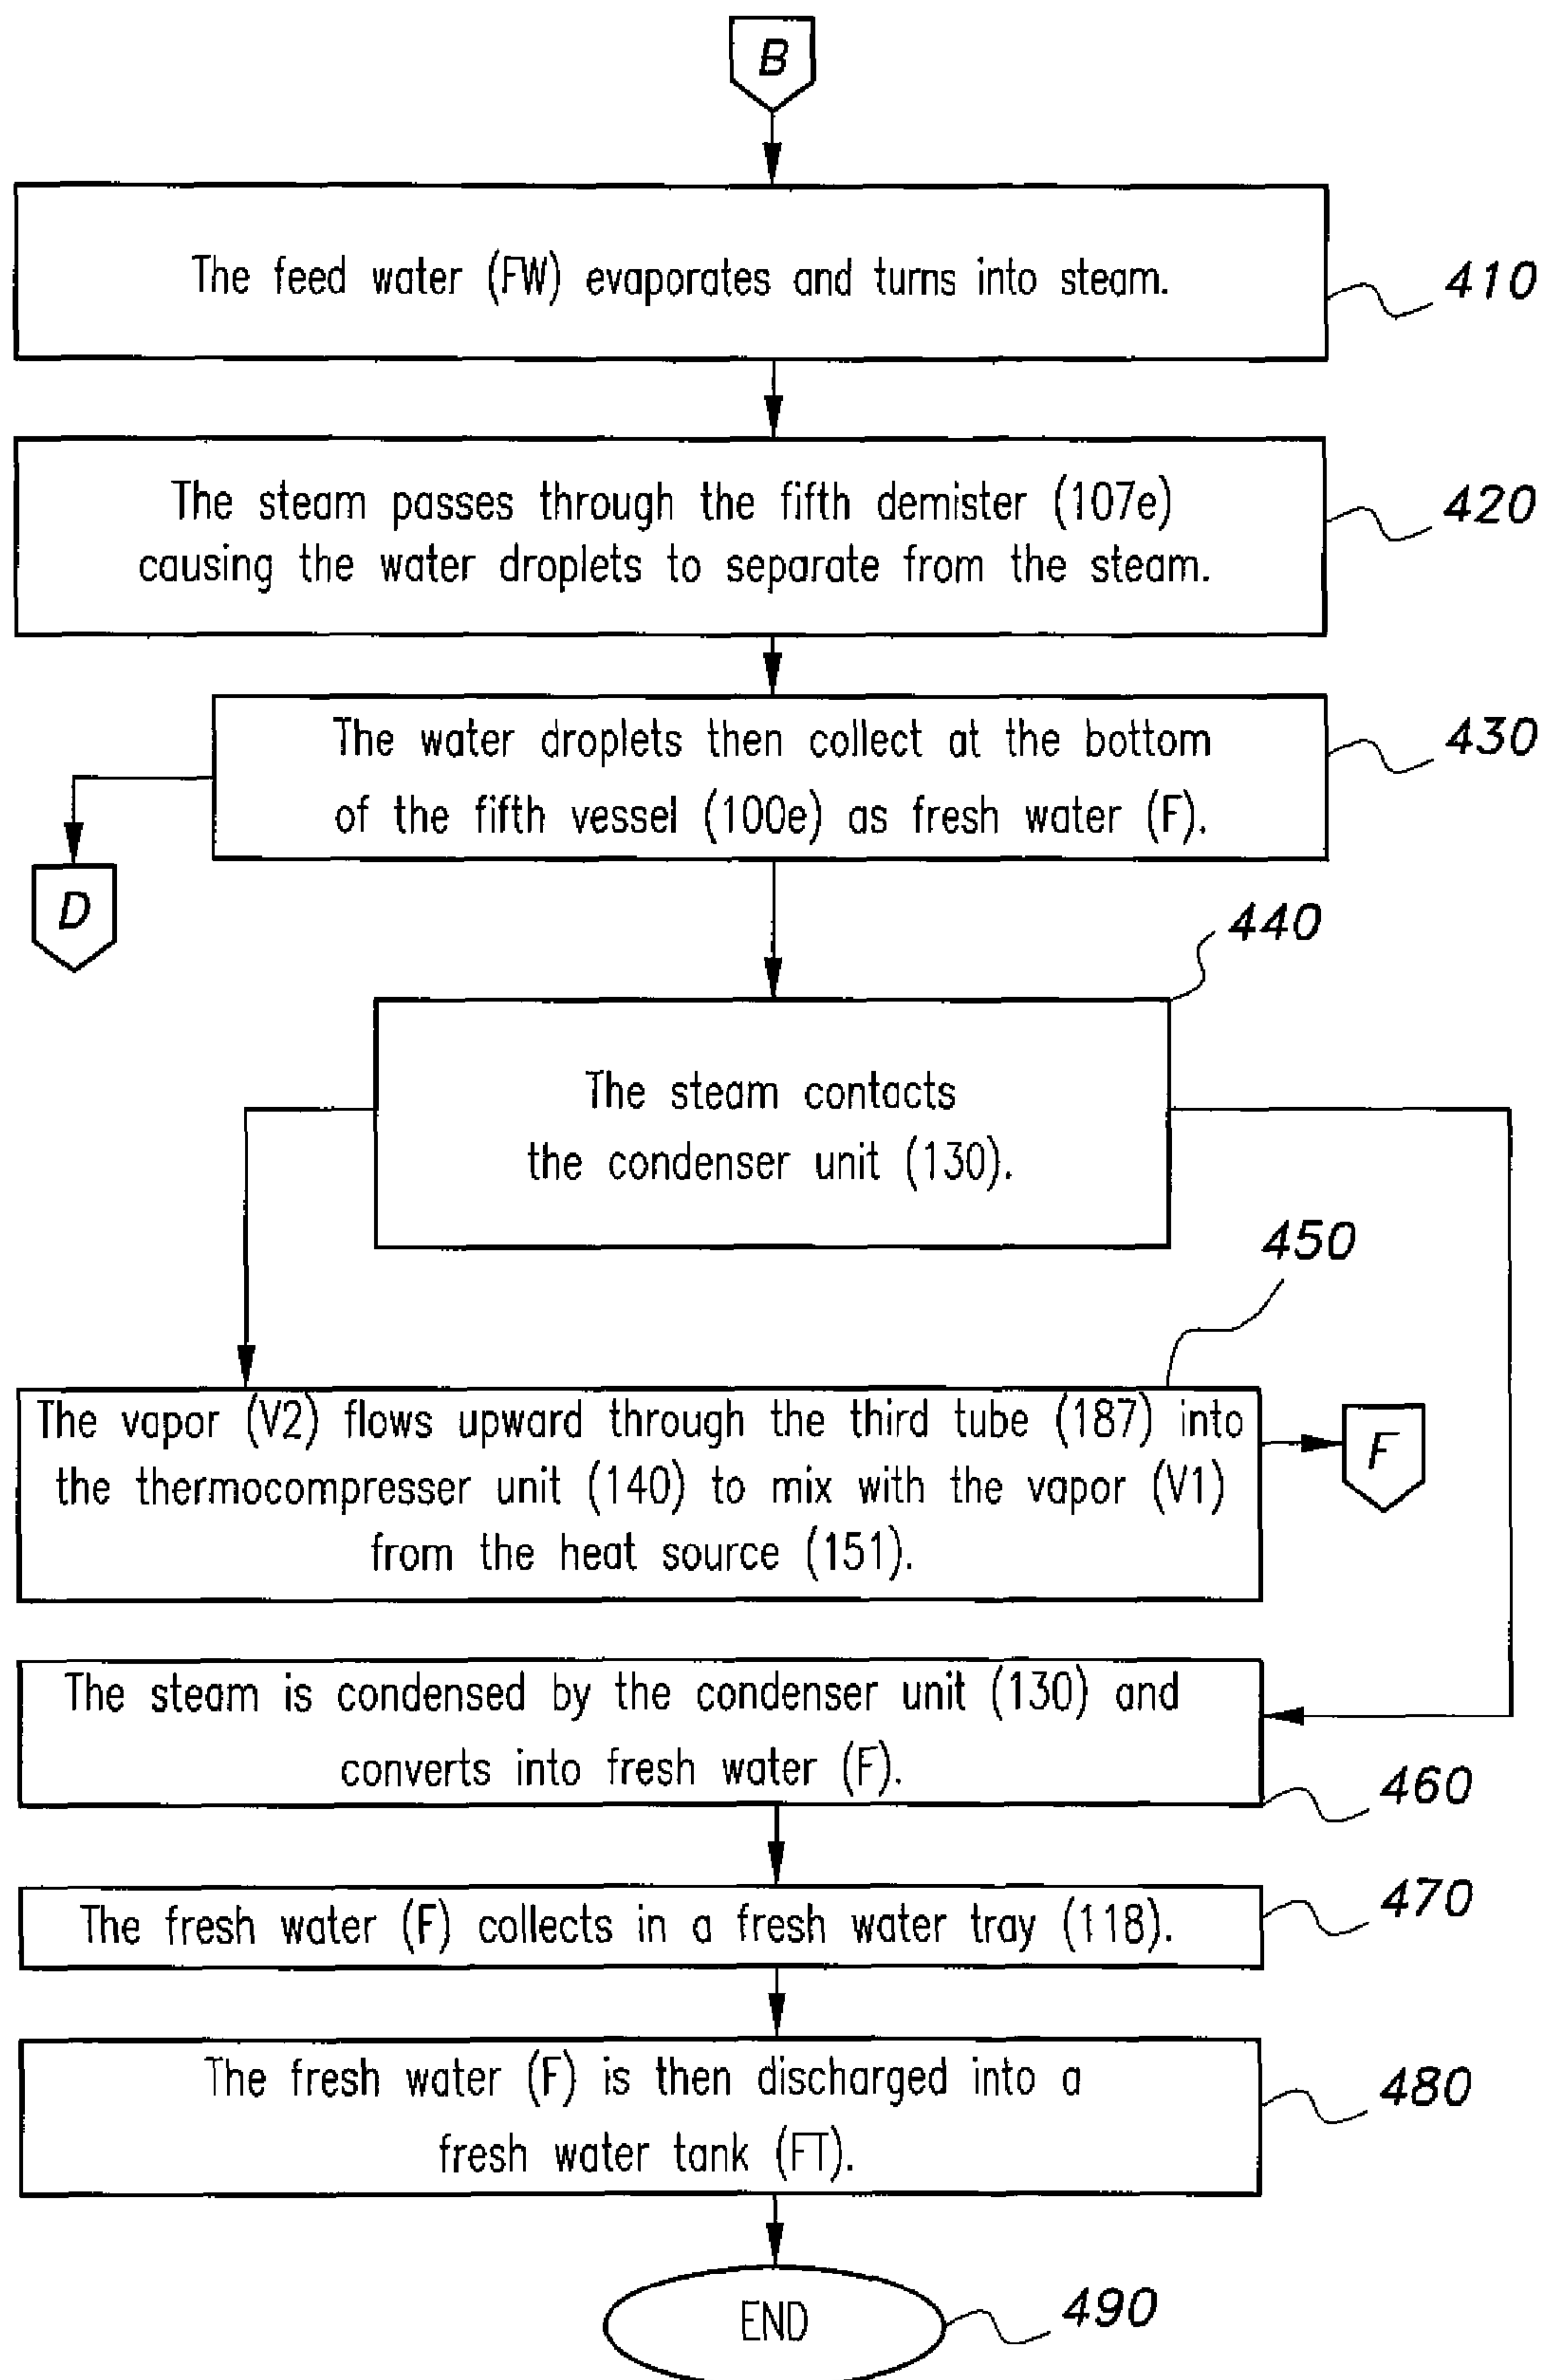 B
The feed water (FW) evaporates and turns into steam.
410
The steam passes through the fifth demister (107e)
causing the water droplets to separate from the steam.
420
The water droplets then collect at the bottom
of the fifth vessel (100e) as fresh water (F).
430
D
440
The steam contacts
the condenser unit (130).
450
The vapor (V2) flows upward through the third tube (187) into
the thermocompresser unit (140) to mix with the vapor (V1)
from the heat source (151).
F
The steam is condensed by the condenser unit (130) and
converts into fresh water (F).
460
The fresh water (F) collects in a fresh water tray (118).
470
The fresh water (F) is then discharged into a
fresh water tank (FT).
480
END
490